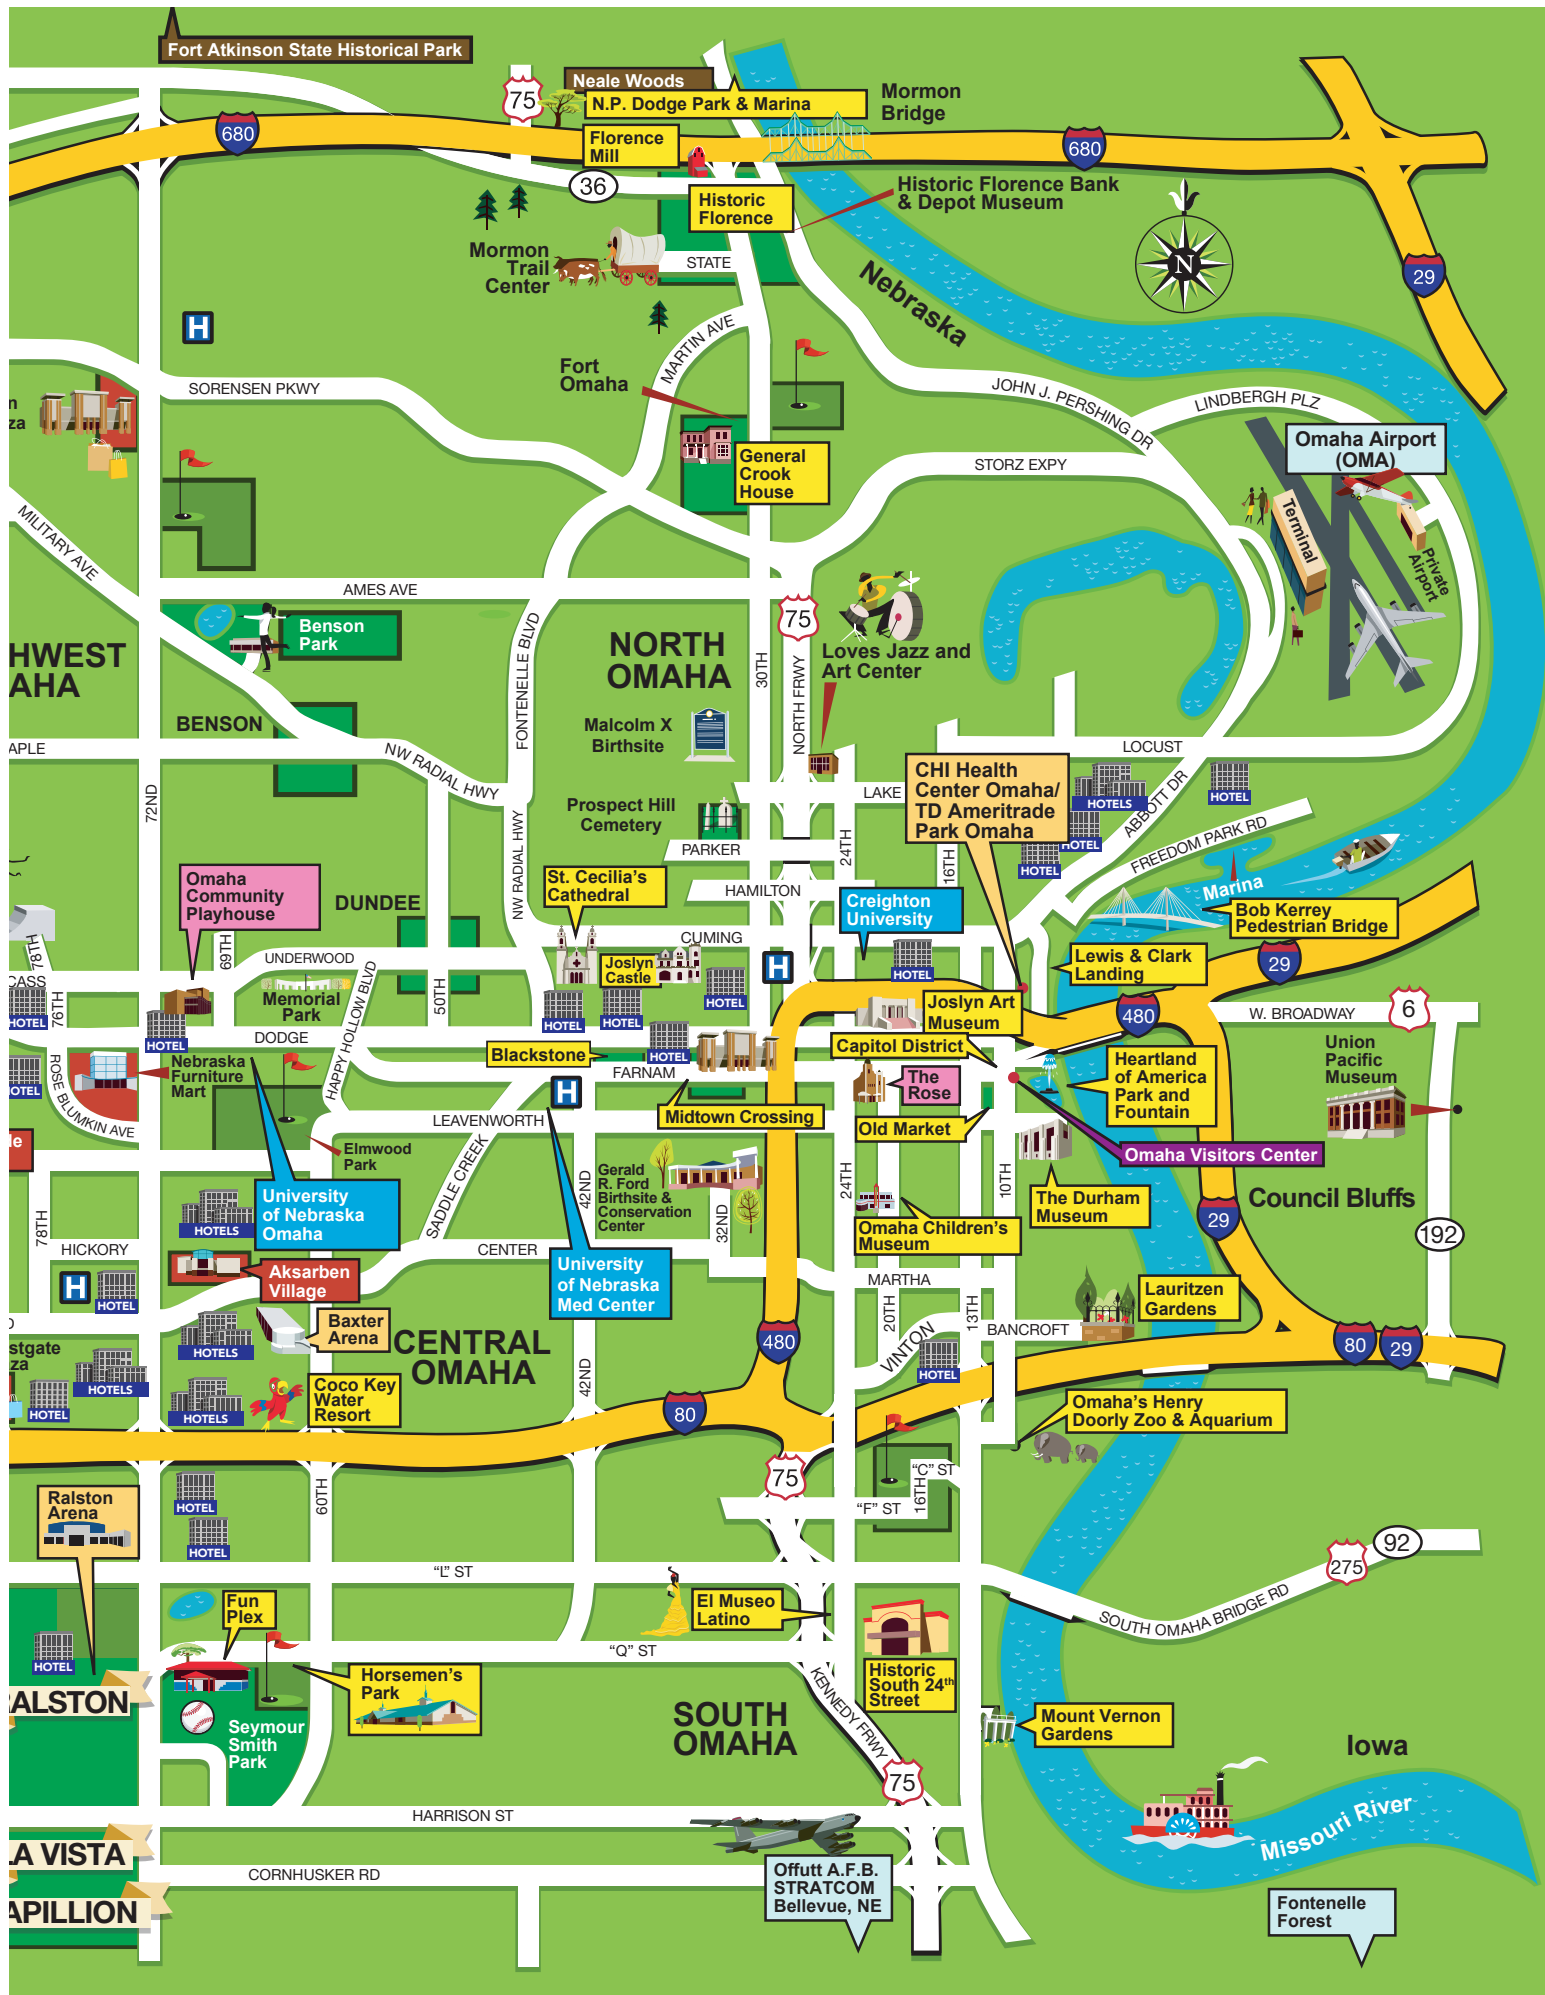 Fort Atkinson State Historical Park
75
Neale Woods
N.P. Dodge Park & Marina
Mormon
Bridge
680
Florence
Mill
680
36
Historic
Florence
Historic Florence Bank
& Depot Museum
Mormon
Trail
Center
STATE
N
29
Nebraska
H
MARTIN AVE
Fort
Omaha
SORENSEN PKWY
JOHN J. PERSHING DR
LINDBERGH PLZ
n
za
Omaha Airport
(OMA)
General
Crook
House
STORZ EXPY
Terminal
Private
Airport
MILITARY AVE
AMES AVE
75
Benson
Park
FONTENELLE BLVD
NORTH
OMAHA
30TH
NORTH FRWY
Loves Jazz and
Art Center
HWEST
AHA
BENSON
Malcolm X
Birthsite
APLE
NW RADIAL HWY
LOCUST
CHI Health
Center Omaha/
TD Ameritrade
Park Omaha
72ND
LAKE
HOTELS
HOTEL
ABBOTT DR
Prospect Hill
Cemetery
HOTEL
FREEDOM PARK RD
PARKER
24TH
16TH
HOTEL
NW RADIAL HWY
HAMILTON
Marina
Omaha
Community
Playhouse
DUNDEE
St. Cecilia's
Cathedral
Creighton
University
Bob Kerrey
Pedestrian Bridge
78TH
69TH
CUMING
UNDERWOOD
Joslyn
Castle
H
HOTEL
Lewis & Clark
Landing
29
CASS
HOTEL
76TH
Memorial
Park
HAPPY HOLLOW BLVD
50TH
HOTEL
HOTEL
HOTEL
Joslyn Art
Museum
480
W. BROADWAY
6
HOTEL
DODGE
Blackstone
HOTEL
Capitol District
Nebraska
Furniture
Mart
HOTEL
ROSE BLUMKIN AVE
FARNAM
H
The
Rose
Heartland
of America
Park and
Fountain
Union
Pacific
Museum
Midtown Crossing
LEAVENWORTH
Old Market
le
Elmwood
Park
SADDLE CREEK
42ND
Gerald
R. Ford
Birthsite &
Conservation
Center
32ND
24TH
10TH
Omaha Visitors Center
University
of Nebraska
Omaha
The Durham
Museum
Council Bluffs
HOTELS
78TH
Omaha Children's
Museum
29
192
HICKORY
CENTER
University
of Nebraska
Med Center
H
HOTEL
Aksarben
Village
MARTHA
Lauritzen
Gardens
Baxter
Arena
CENTRAL
OMAHA
480
20TH
13TH
VINTON
BANCROFT
80
29
stgate
za
HOTELS
HOTELS
HOTEL
42ND
HOTEL
HOTELS
Coco Key
Water
Resort
80
Omaha's Henry
Doorly Zoo & Aquarium
75
"C" ST
16TH
"F" ST
60TH
HOTEL
Ralston
Arena
HOTEL
92
275
"L" ST
Fun
Plex
El Museo
Latino
SOUTH OMAHA BRIDGE RD
HOTEL
"Q" ST
Horsemen's
Park
KENNEDY FRWY
Historic
South 24th
Street
RALSTON
Seymour
Smith
Park
SOUTH
OMAHA
Mount Vernon
Gardens
Iowa
75
HARRISON ST
Missouri River
LA VISTA
CORNHUSKER RD
Offutt A.F.B.
STRATCOM
Bellevue, NE
APILLION
Fontenelle
Forest